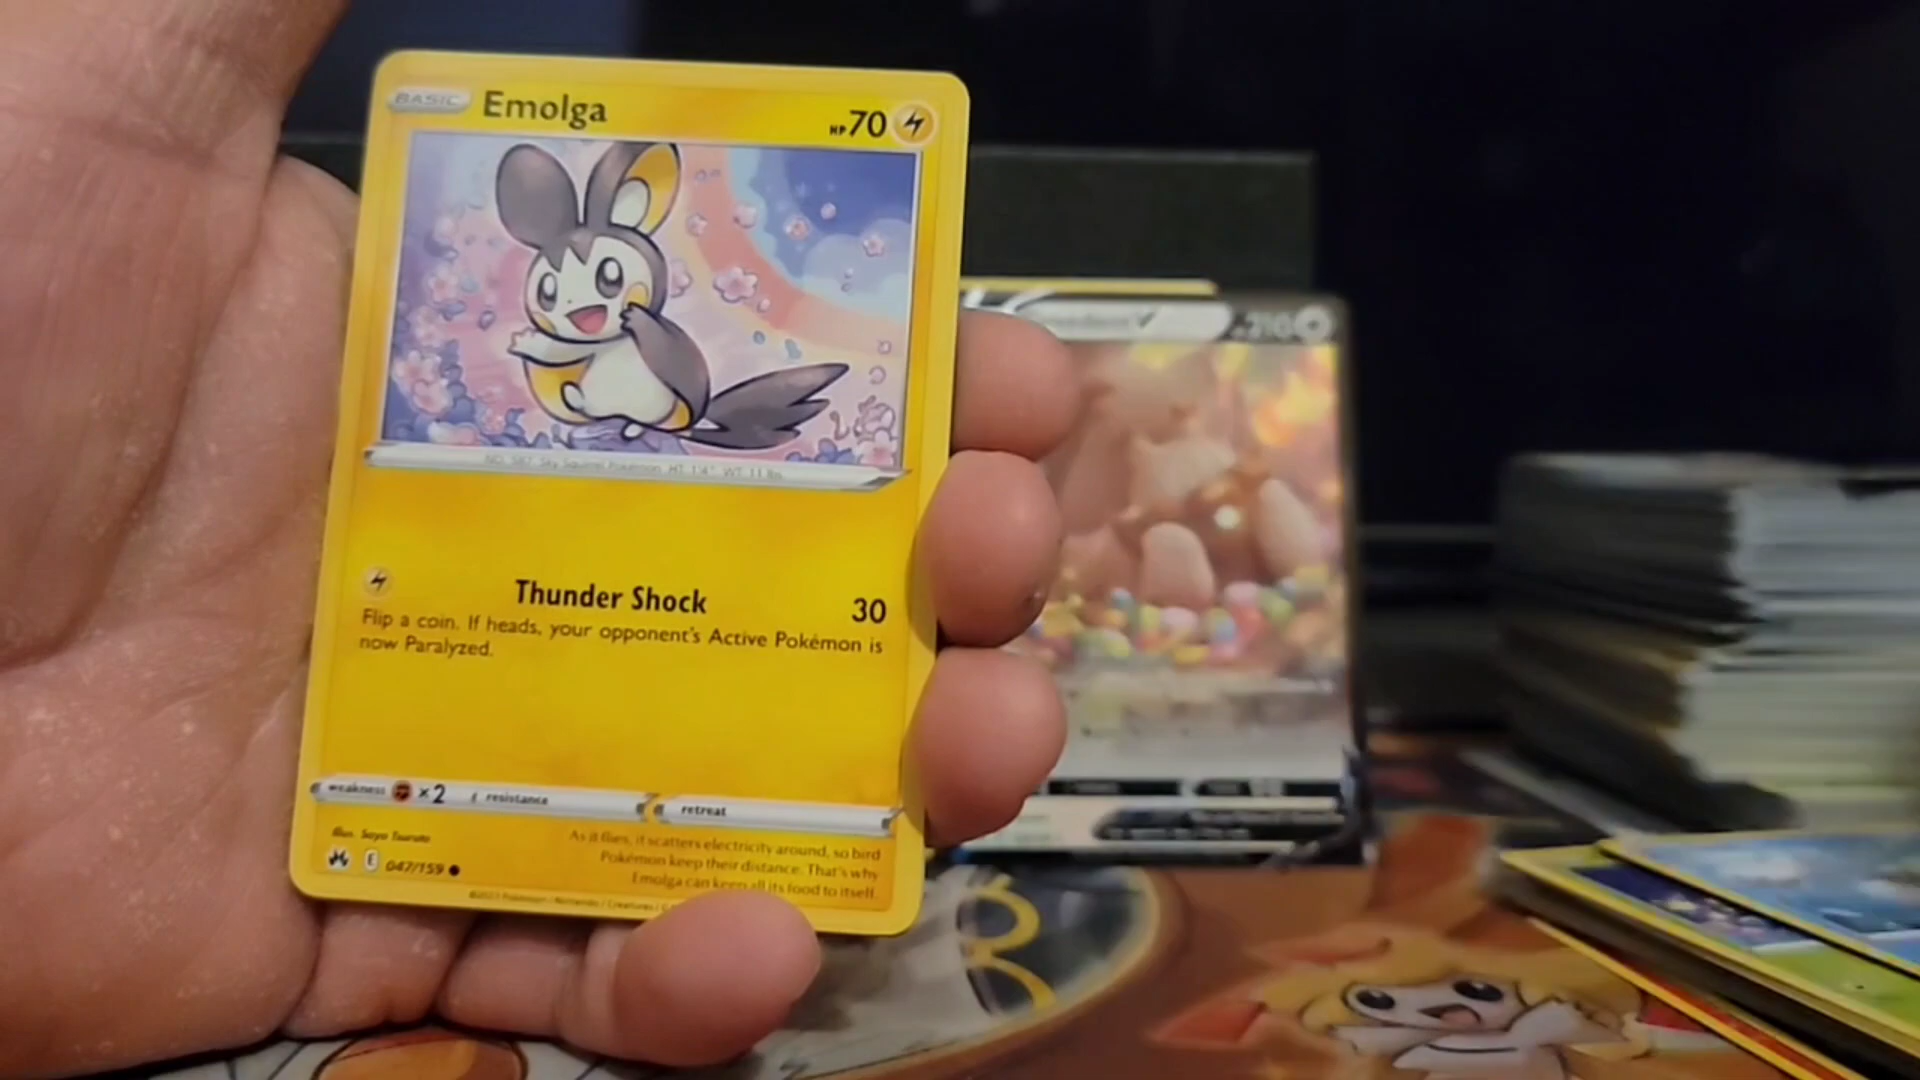 BASIC Emolga HP 70
NO. 587 Sky Squirrel Pokémon HT: 1'4" WT: 11 lbs.
Thunder Shock 30
Flip a coin. If heads, your opponent's Active Pokémon is
now Paralyzed.
weakness ×2 resistance retreat
Illus. Saya Tsuruta
As it flies, it scatters electricity around, so bird
E 047/159
Pokémon keep their distance. That's why
Emolga can keep all its food to itself.
V 210